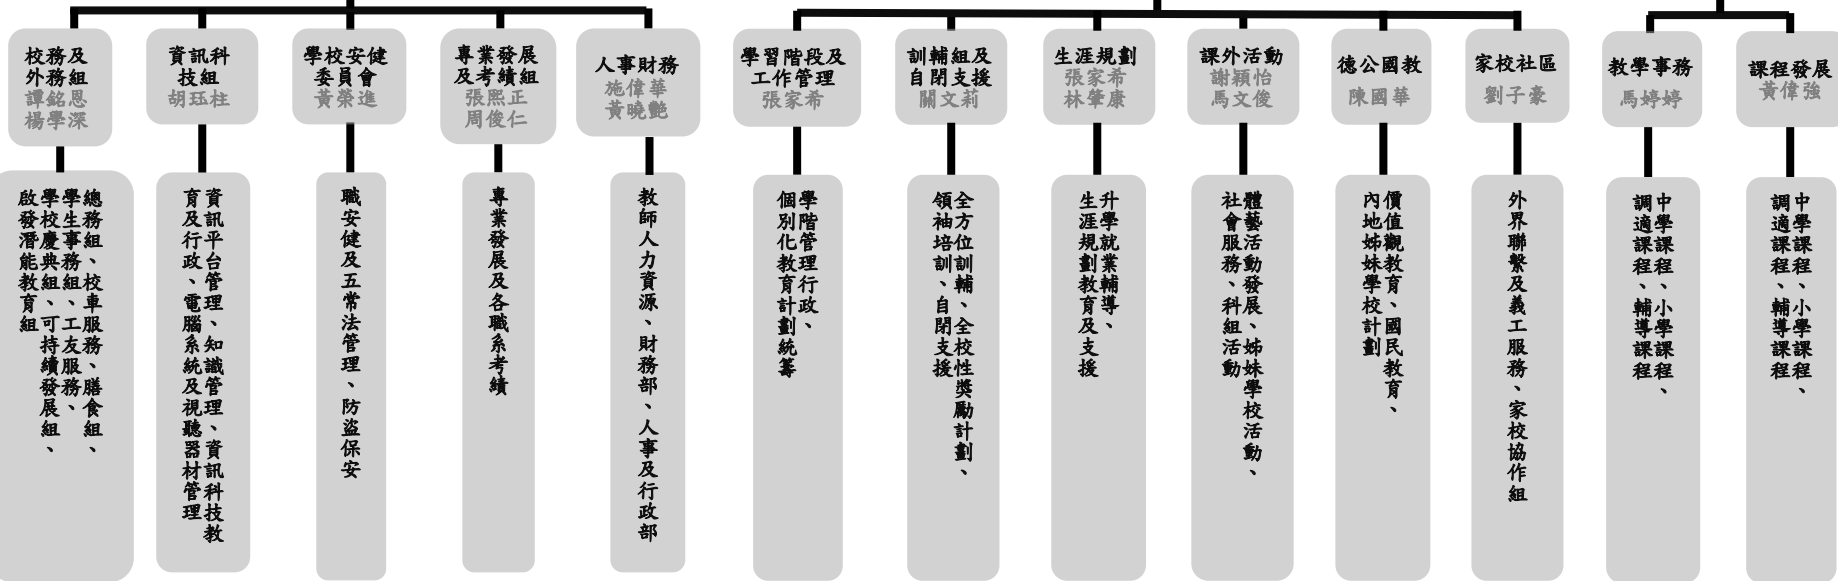 校務及
外務組
譚銘恩
楊學深
資訊科
技組
胡珏柱
學校安健
委員會
黃榮進
專業發展
及考績組
張熙正
周俊仁
人事財務
施偉華
黃曉艷
學習階段及
工作管理
張家希
訓輔組及
自閉支援
關文莉
生涯規劃
張家希
林肇康
課外活動
謝穎怡
馬文俊
德公國教
陳國華
家校社區
劉子豪
教學事務
馬婷婷
課程發展
黃偉強
總務組、校車服務、膳食組、
學生事務組、工友服務、
學校慶典組、可持續發展組、
啟發潛能教育組
資訊平台管理、知識管理、資訊科技教
育及行政、電腦系統及視聽器材管理
職安健及五常法管理、防盜保安
專業發展及各職系考績
教師人力資源、財務部、人事及行政部
學階管理行政、
個別化教育計劃統籌
全方位訓輔、全校性獎勵計劃、
領袖培訓、自閉支援
升學就業輔導、
生涯規劃教育及支援
體藝活動發展、姊妹學校活動、
社會服務、科組活動
價值觀教育、國民教育、
內地姊妹學校計劃
外界聯繫及義工服務、家校協作組
中學課程、小學課程、
調適課程、輔導課程
中學課程、小學課程、
調適課程、輔導課程